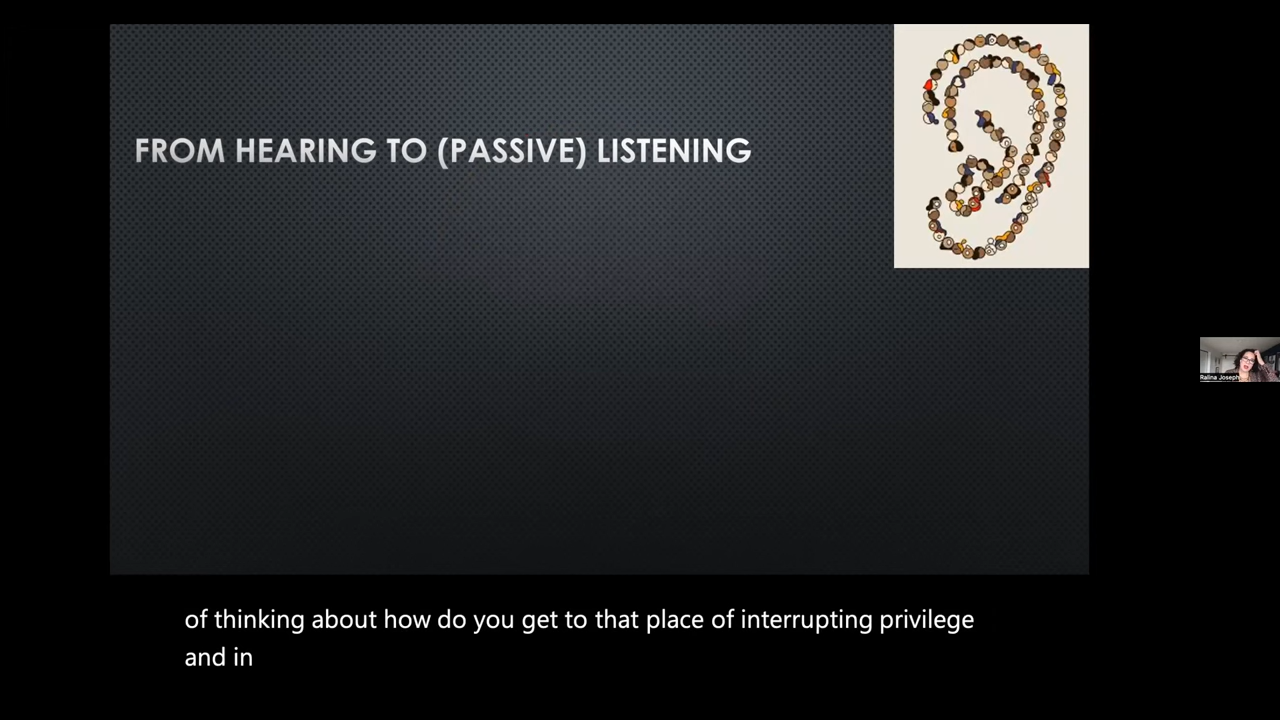 FROM HEARING TO (PASSIVE) LISTENING
Ralina Joseph
of thinking about how do you get to that place of interrupting privilege
and in